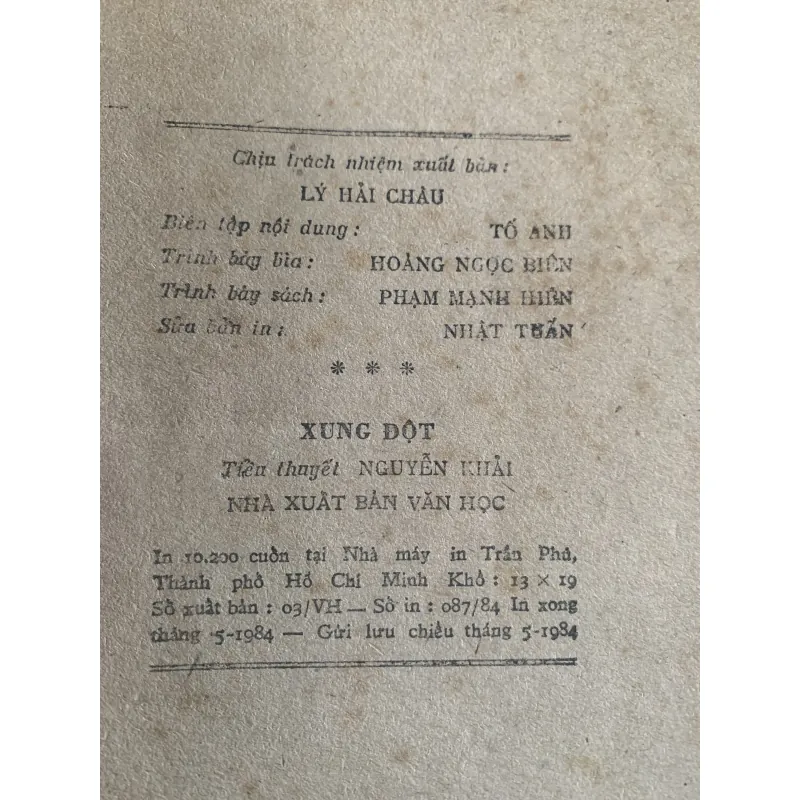 Chịu trách nhiệm xuất bản:
LÝ HẢI CHÂU
Biên tập nội dung: TỐ ANH
Trình bày bìa: HOÀNG NGỌC BIÊN
Trình bày sách: PHẠM MẠNH HIÊN
Sửa bản in: NHẬT TUẤN
* * *
XUNG ĐỘT
Tiểu thuyết NGUYỄN KHẢI
NHÀ XUẤT BẢN VĂN HỌC
In 10.200 cuốn tại Nhà máy in Trần Phú,
Thành phố Hồ Chí Minh Khổ: 13 × 19
Số xuất bản: 03/VH — Số in: 087/84 In xong
tháng 5-1984 — Gửi lưu chiểu tháng 5-1984